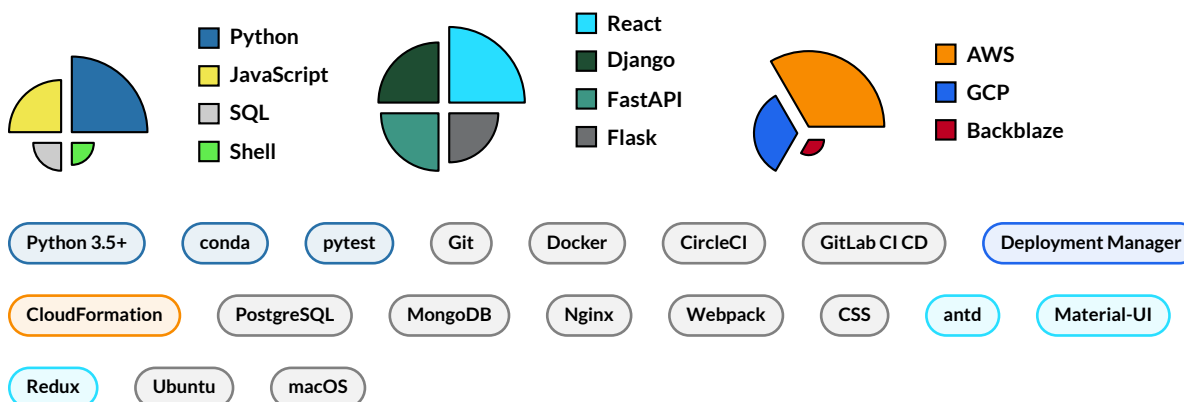 Python
JavaScript
SQL
Shell
React
Django
FastAPI
Flask
AWS
GCP
Backblaze
Python 3.5+ conda pytest Git Docker CircleCI GitLab CI CD Deployment Manager
CloudFormation PostgreSQL MongoDB Nginx Webpack CSS antd Material-UI
Redux Ubuntu macOS